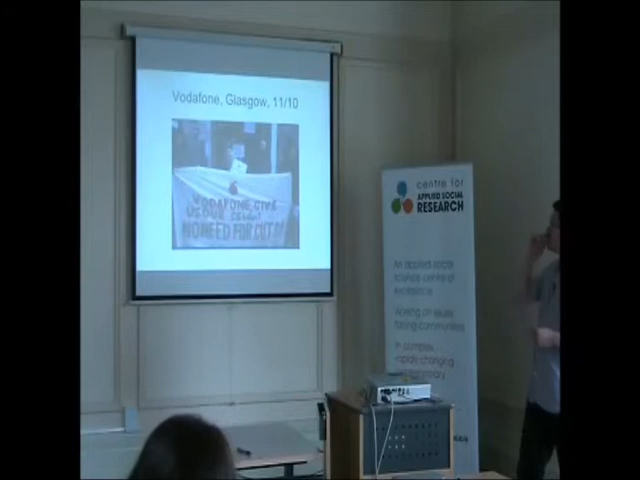 Vodafone, Glasgow, 11/10
VODAFONE GIVE
NO NEED FOR CUTS!
centre for
APPLIED SOCIAL
RESEARCH
An applied social
science centre of
excellence
Working on issues
facing communities
In complex,
rapidly changing